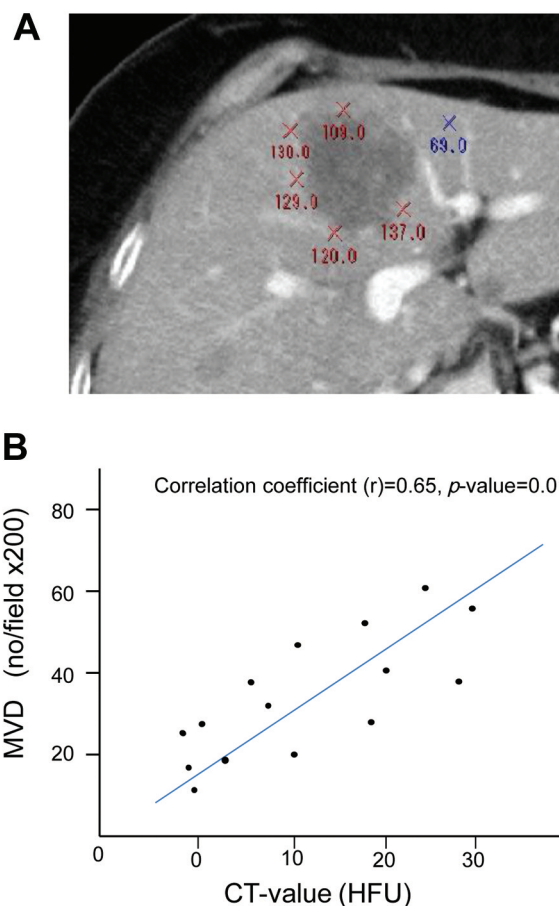 A
109.0
130.0
69.0
129.0
137.0
120.0
B
Correlation coefficient (r)=0.65, p-value=0.0
MVD (no/field x200)
80
60
40
20
0 0 10 20 30
CT-value (HFU)